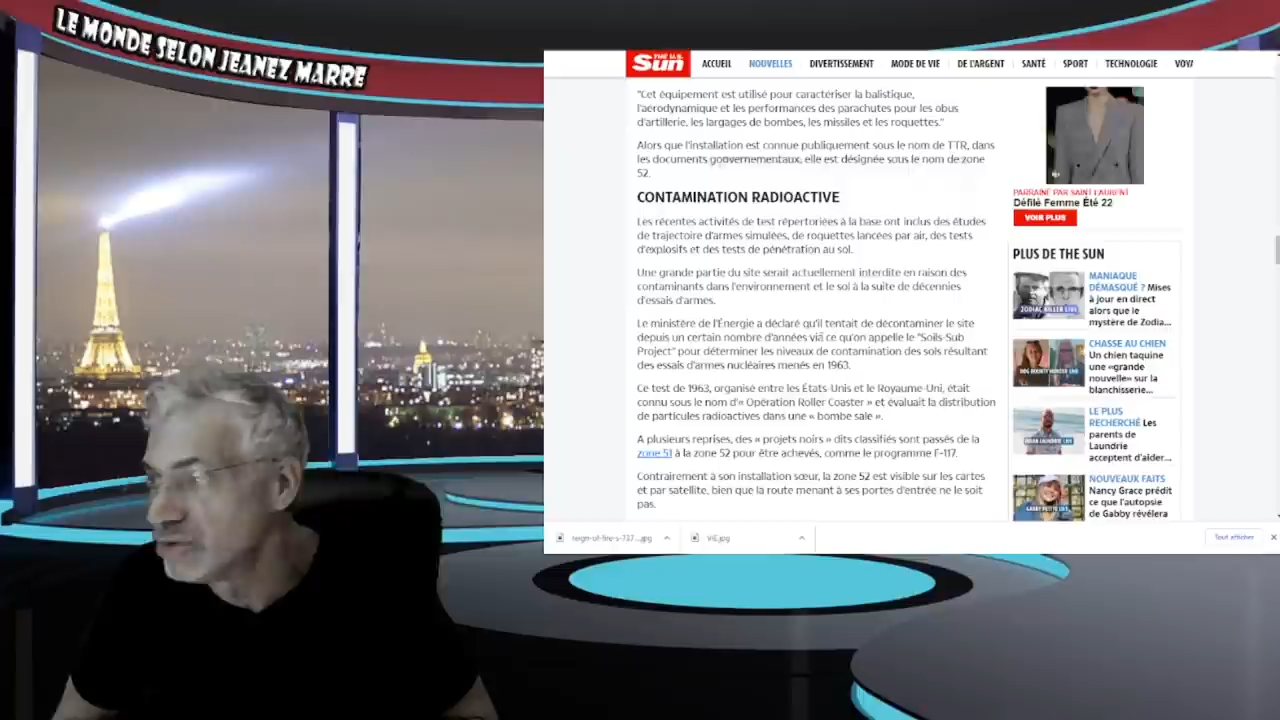 LE MONDE SELON JEANEZ MARRE
THE U.S. Sun
ACCUEIL NOUVELLES DIVERTISSEMENT MODE DE VIE DE L'ARGENT SANTÉ SPORT TECHNOLOGIE VOYA
"Cet équipement est utilisé pour caractériser la balistique,
l'aérodynamique et les performances des parachutes pour les obus
d'artillerie, les largages de bombes, les missiles et les roquettes."
Alors que l'installation est connue publiquement sous le nom de TTR, dans
les documents gouvernementaux, elle est désignée sous le nom de zone
52.
CONTAMINATION RADIOACTIVE
Les récentes activités de test répertoriées à la base ont inclus des études
de trajectoire d'armes simulées, de roquettes lancées par air, des tests
d'explosifs et des tests de pénétration au sol.
Une grande partie du site serait actuellement interdite en raison des
contaminants dans l'environnement et le sol à la suite de décennies
d'essais d'armes.
Le ministère de l'Énergie a déclaré qu'il tentait de décontaminer le site
depuis un certain nombre d'années via ce qu'on appelle le "Soils-Sub
Project" pour déterminer les niveaux de contamination des sols résultant
des essais d'armes nucléaires menés en 1963.
Ce test de 1963, organisé entre les États-Unis et le Royaume-Uni, était
connu sous le nom d'« Opération Roller Coaster » et évaluait la distribution
de particules radioactives dans une « bombe sale ».
A plusieurs reprises, des « projets noirs » dits classifiés sont passés de la
zone 51 à la zone 52 pour être achevés, comme le programme F-117.
Contrairement à son installation sœur, la zone 52 est visible sur les cartes
et par satellite, bien que la route menant à ses portes d'entrée ne le soit
pas.
PARRAINÉ PAR SAINT LAURENT
Défilé Femme Été 22
VOIR PLUS
PLUS DE THE SUN
ZODIAC KILLER LIVE
MANIAQUE
DÉMASQUÉ ? Mises
à jour en direct
alors que le
mystère de Zodia...
CHASSE AU CHIEN
Un chien taquine
une «grande
nouvelle» sur la
blanchisserie...
LE PLUS
RECHERCHÉ Les
parents de
Laundrie
acceptent d'aider...
NOUVEAUX FAITS
Nancy Grace prédit
ce que l'autopsie
de Gabby révélera
reign-of-fire-s-737....jpg
ViE.jpg
Tout afficher